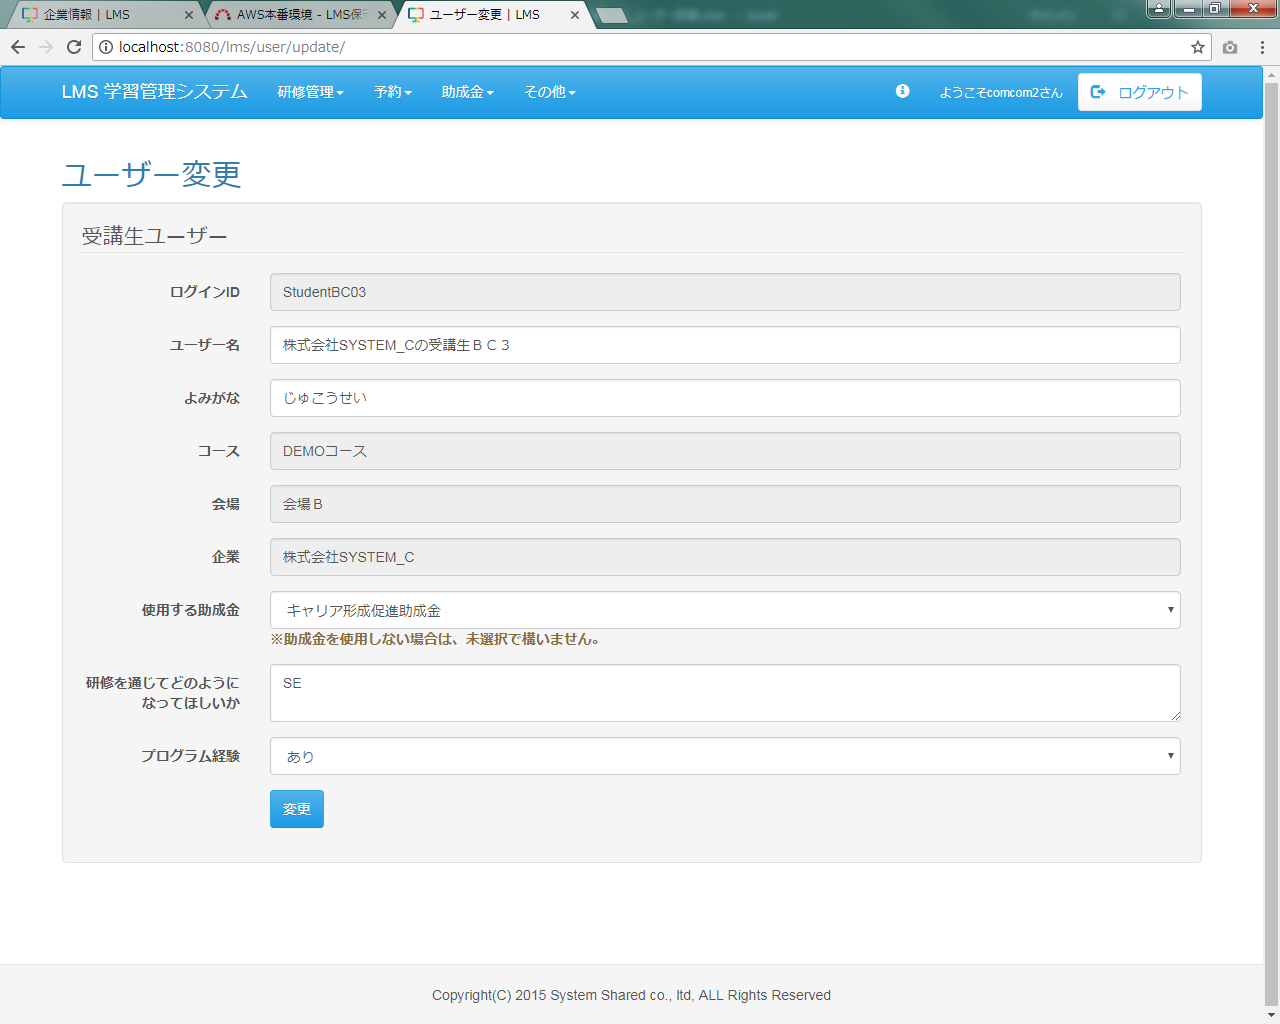 企業情報 | LMS
AWS本番環境 - LMS保守
ユーザー変更 | LMS
localhost:8080/lms/user/update/
LMS 学習管理システム
研修管理
予約
助成金
その他
ようこそcomcom2さん
ログアウト
ユーザー変更
受講生ユーザー
ログインID
StudentBC03
ユーザー名
株式会社SYSTEM_Cの受講生ＢＣ３
よみがな
じゅこうせい
コース
DEMOコース
会場
会場Ｂ
企業
株式会社SYSTEM_C
使用する助成金
キャリア形成促進助成金
※助成金を使用しない場合は、未選択で構いません。
研修を通じてどのように
なってほしいか
SE
プログラム経験
あり
変更
Copyright(C) 2015 System Shared co., ltd, ALL Rights Reserved